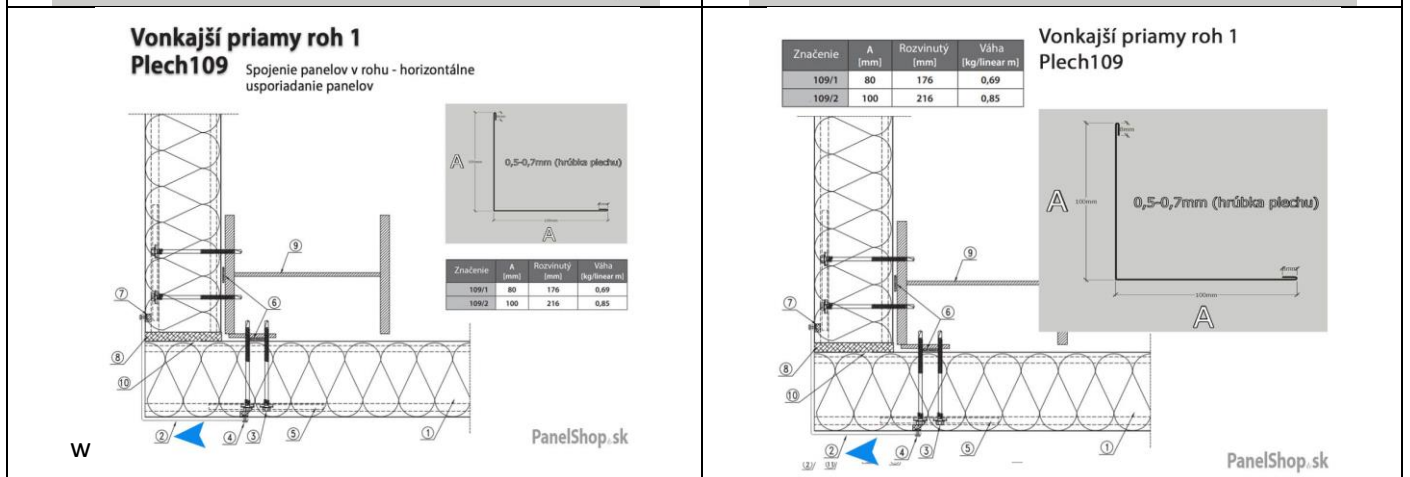 Vonkajší priamy roh 1
Plech109
Spojenie panelov v rohu - horizontálne
usporiadanie panelov
A
0,5-0,7mm (hrúbka plechu)
A
Značenie A [mm] Rozvinutý [mm] Váha [kg/linear m]
109/1 80 176 0,69
109/2 100 216 0,85
9
7
6
8
10
2
4
3
5
1
W
PanelShop.sk
Značenie A [mm] Rozvinutý [mm] Váha [kg/linear m]
109/1 80 176 0,69
109/2 100 216 0,85
Vonkajší priamy roh 1
Plech109
A
100mm
0,5-0,7mm (hrúbka plechu)
100mm
A
9
7
6
8
10
2
4
3
5
1
PanelShop.sk